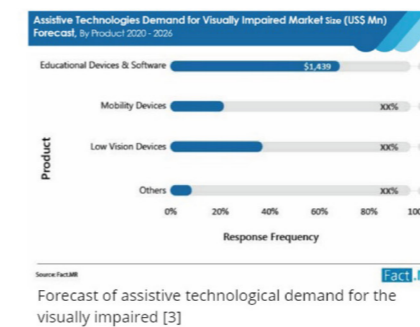 Assistive Technologies Demand for Visually Impaired Market Size (US$ Mn)
Forecast, By Product 2020 - 2026
Educational Devices & Software
$1,439
Mobility Devices
XX%
Low Vision Devices
XX%
Product
Others
XX%
0% 20% 40% 60% 80% 100
Response Frequency
Source: Fact.MR
Fact.
Forecast of assistive technological demand for the
visually impaired [3]